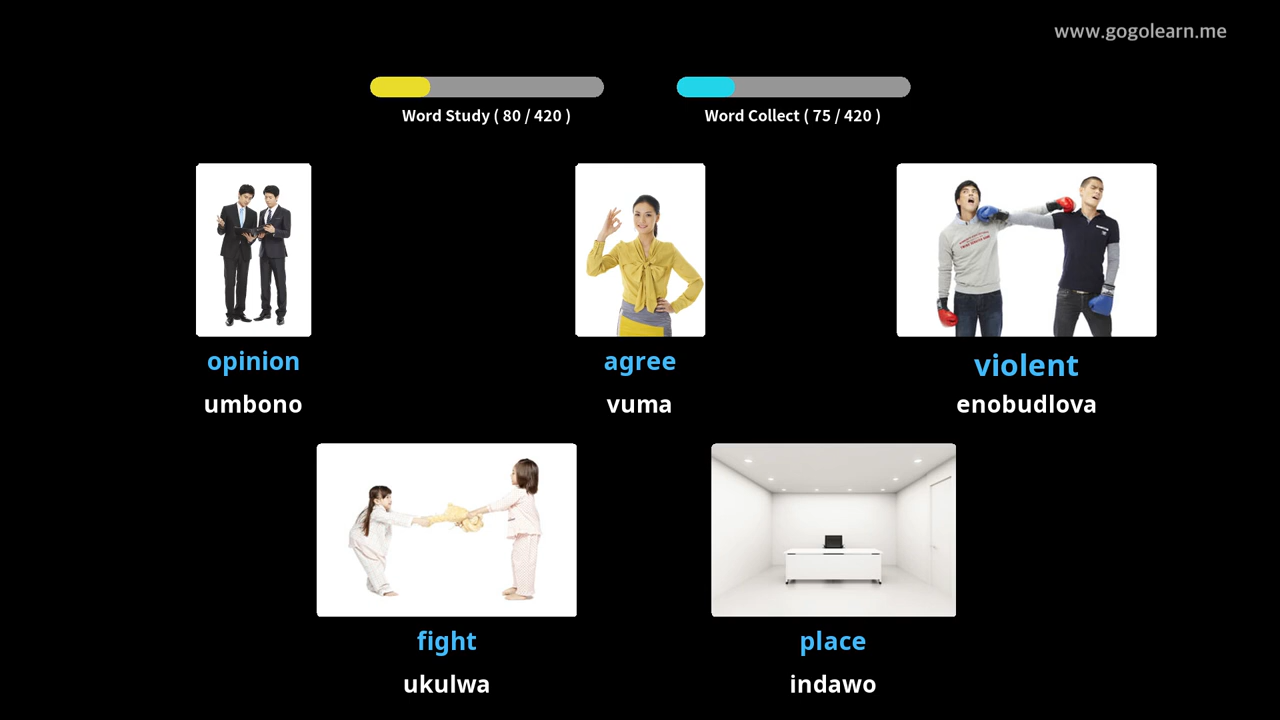 www.gogolearn.me
Word Study ( 80 / 420 )
Word Collect ( 75 / 420 )
opinion
umbono
agree
vuma
violent
enobudlova
fight
ukulwa
place
indawo